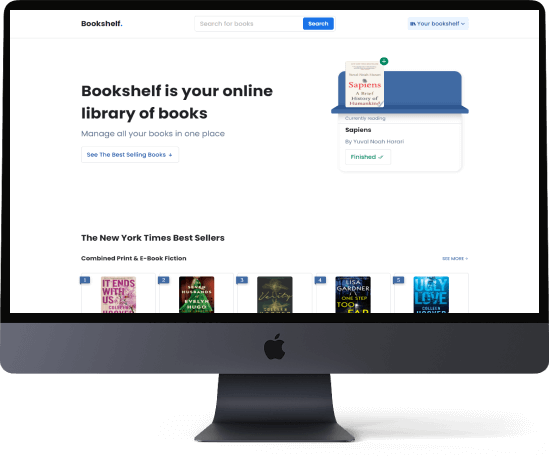 Bookshelf.
Search for books
Search
Your bookshelf
Bookshelf is your online
library of books
Manage all your books in one place
See The Best Selling Books
Sapiens
A Brief
History of
Humankind
Currently Reading
Sapiens
By Yuval Noah Harari
Finished
The New York Times Best Sellers
Combined Print & E-Book Fiction
SEE MORE
1
IT ENDS
WITH
US
COLLEEN
HOOVER
2
SEVEN
HUSBANDS
EVELYN
HUGO
3
Verity
COLLEEN
4
LISA
GARDNER
ONE STEP
TOO
FAR
5
UGLY
LOVE
COLLEEN
HOOVER